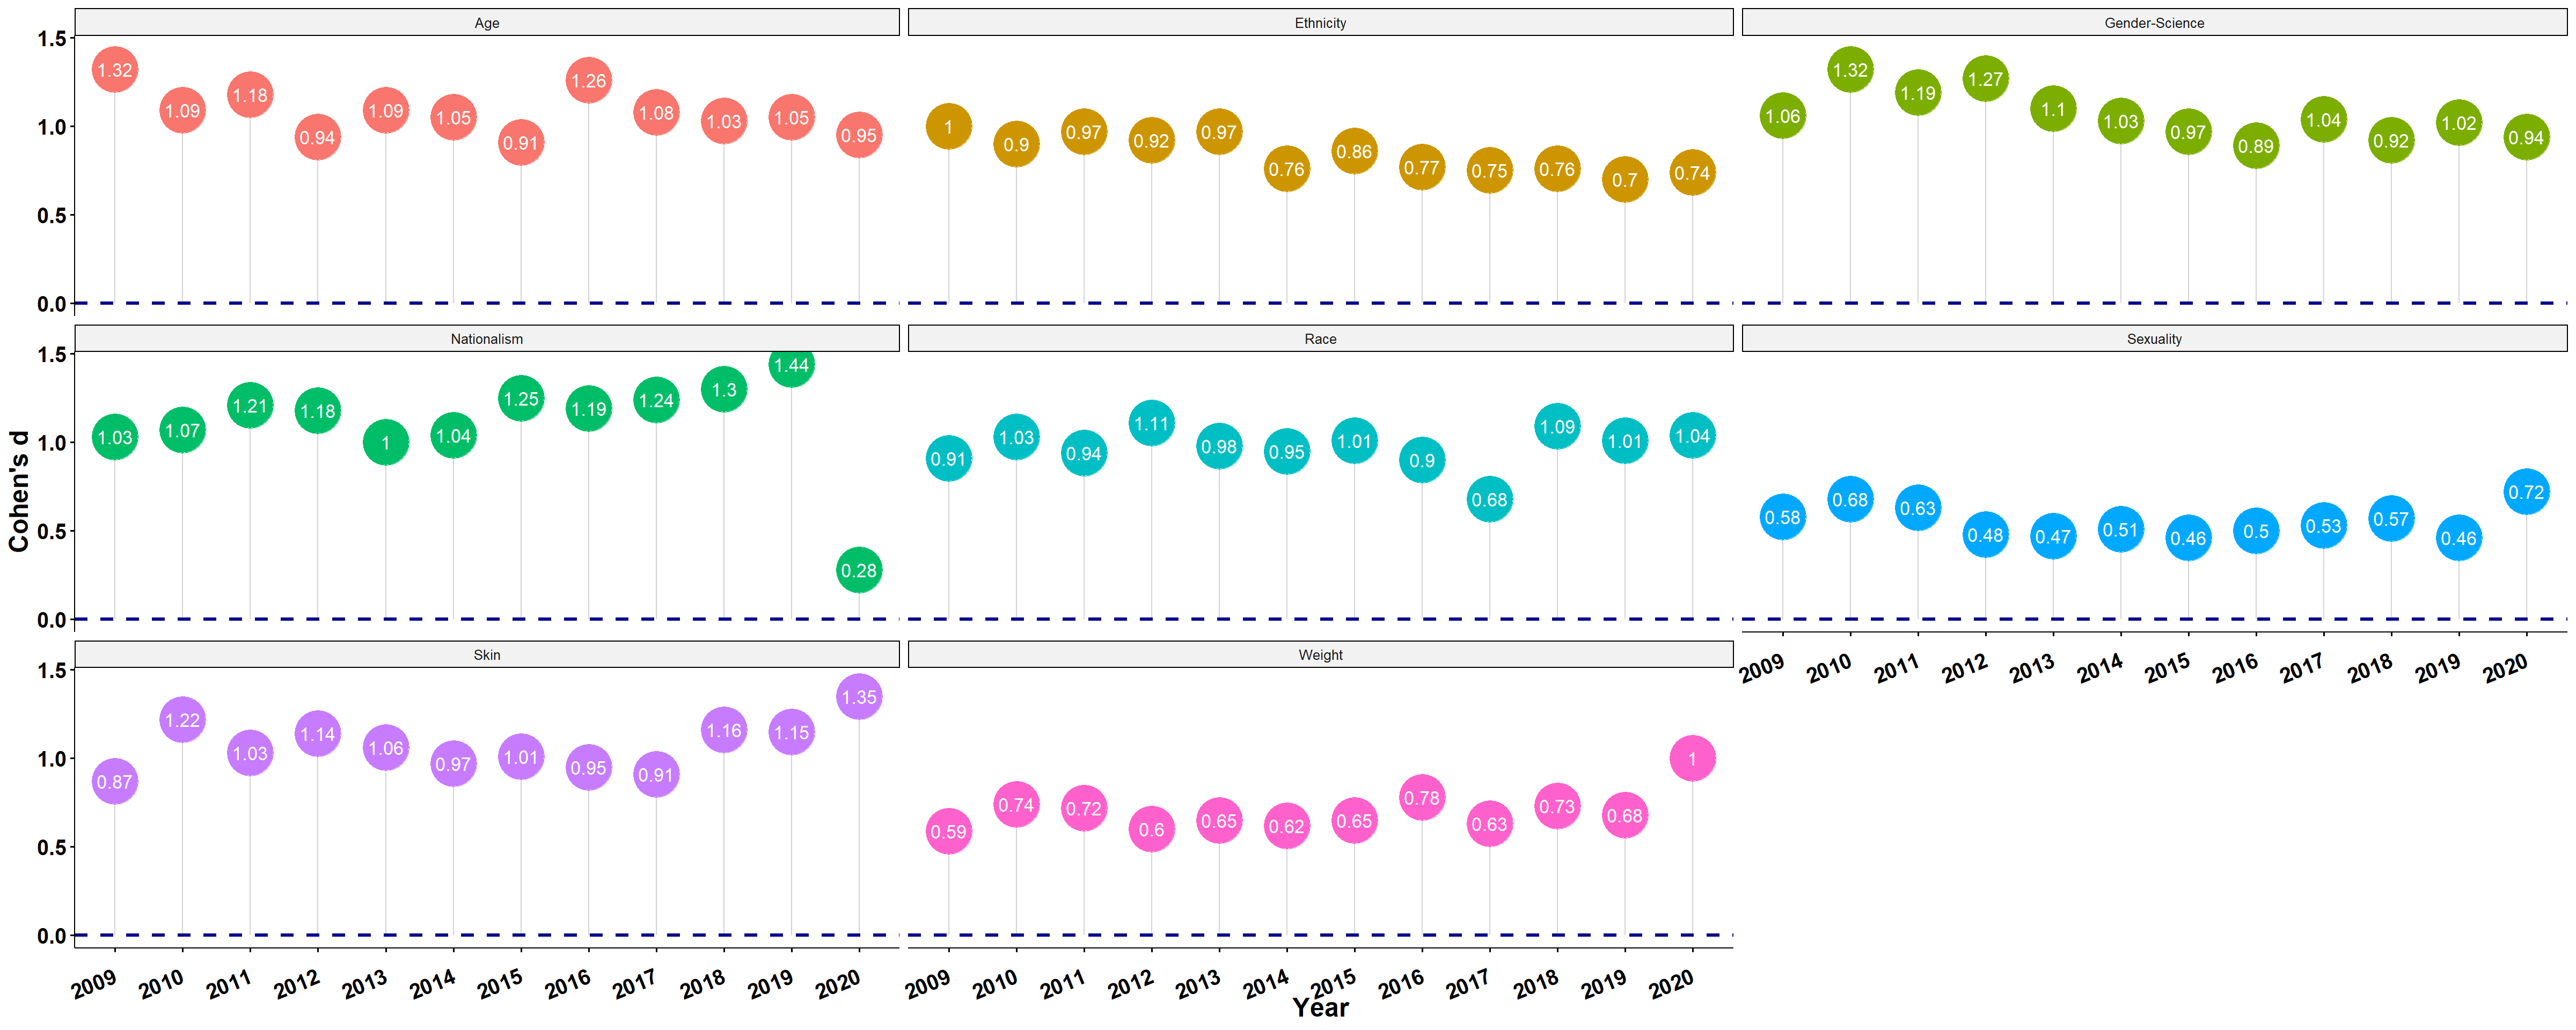 Age
Ethnicity
Gender-Science
1.5
1.0
0.5
0.0
1.32 1.09 1.18 0.94 1.09 1.05 0.91 1.26 1.08 1.03 1.05 0.95
1 0.9 0.97 0.92 0.97 0.76 0.86 0.77 0.75 0.76 0.7 0.74
1.06 1.32 1.19 1.27 1.1 1.03 0.97 0.89 1.04 0.92 1.02 0.94
Nationalism
Race
Sexuality
1.5
1.0
0.5
0.0
1.03 1.07 1.21 1.18 1 1.04 1.25 1.19 1.24 1.3 1.44 0.28
0.91 1.03 0.94 1.11 0.98 0.95 1.01 0.9 0.68 1.09 1.01 1.04
0.58 0.68 0.63 0.48 0.47 0.51 0.46 0.5 0.53 0.57 0.46 0.72
2009 2010 2011 2012 2013 2014 2015 2016 2017 2018 2019 2020
Cohen's d
Skin
Weight
1.5
1.0
0.5
0.0
0.87 1.22 1.03 1.14 1.06 0.97 1.01 0.95 0.91 1.16 1.15 1.35
0.59 0.74 0.72 0.6 0.65 0.62 0.65 0.78 0.63 0.73 0.68 1
2009 2010 2011 2012 2013 2014 2015 2016 2017 2018 2019 2020
2009 2010 2011 2012 2013 2014 2015 2016 2017 2018 2019 2020
Year